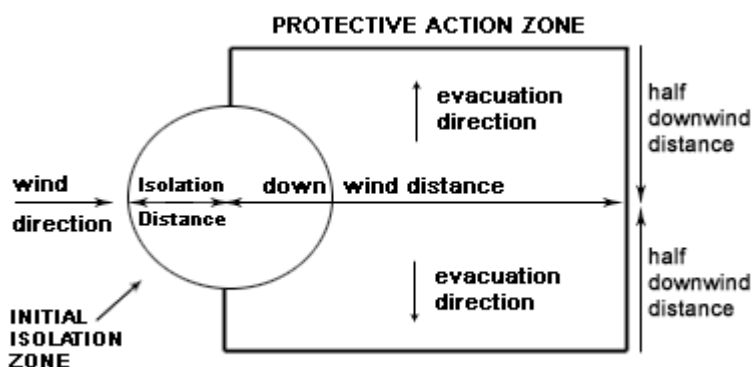 PROTECTIVE ACTION ZONE
evacuation
direction
half
downwind
distance
wind
direction
Isolation
Distance
down wind distance
evacuation
direction
half
downwind
distance
INITIAL
ISOLATION
ZONE